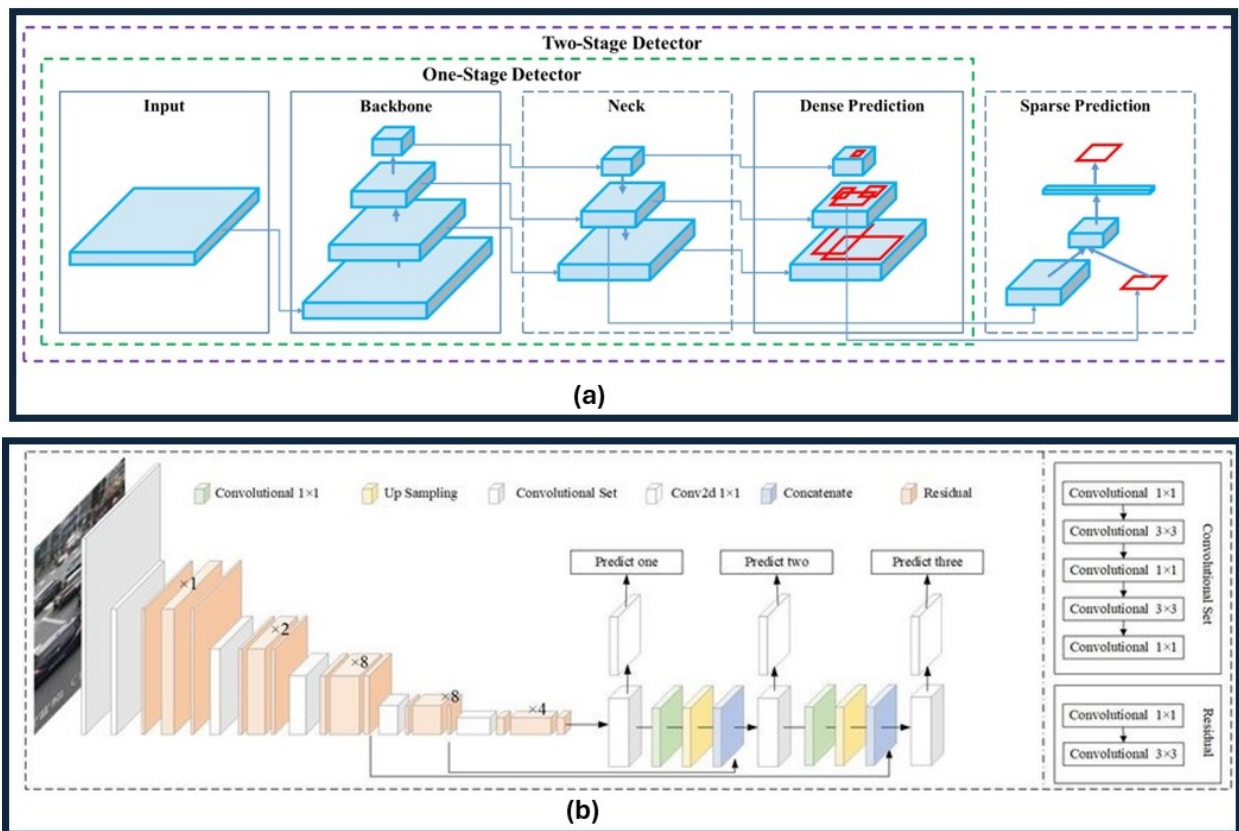 Two-Stage Detector
One-Stage Detector
Input
Backbone
Neck
Dense Prediction
Sparse Prediction
(a)
Convolutional 1×1
Up Sampling
Convolutional Set
Conv2d 1×1
Concatenate
Residual
×1
×2
×8
×8
×4
Predict one
Predict two
Predict three
Convolutional 1×1
Convolutional 3×3
Convolutional 1×1
Convolutional 3×3
Convolutional 1×1
Convolutional Set
Convolutional 1×1
Convolutional 3×3
Residual
(b)